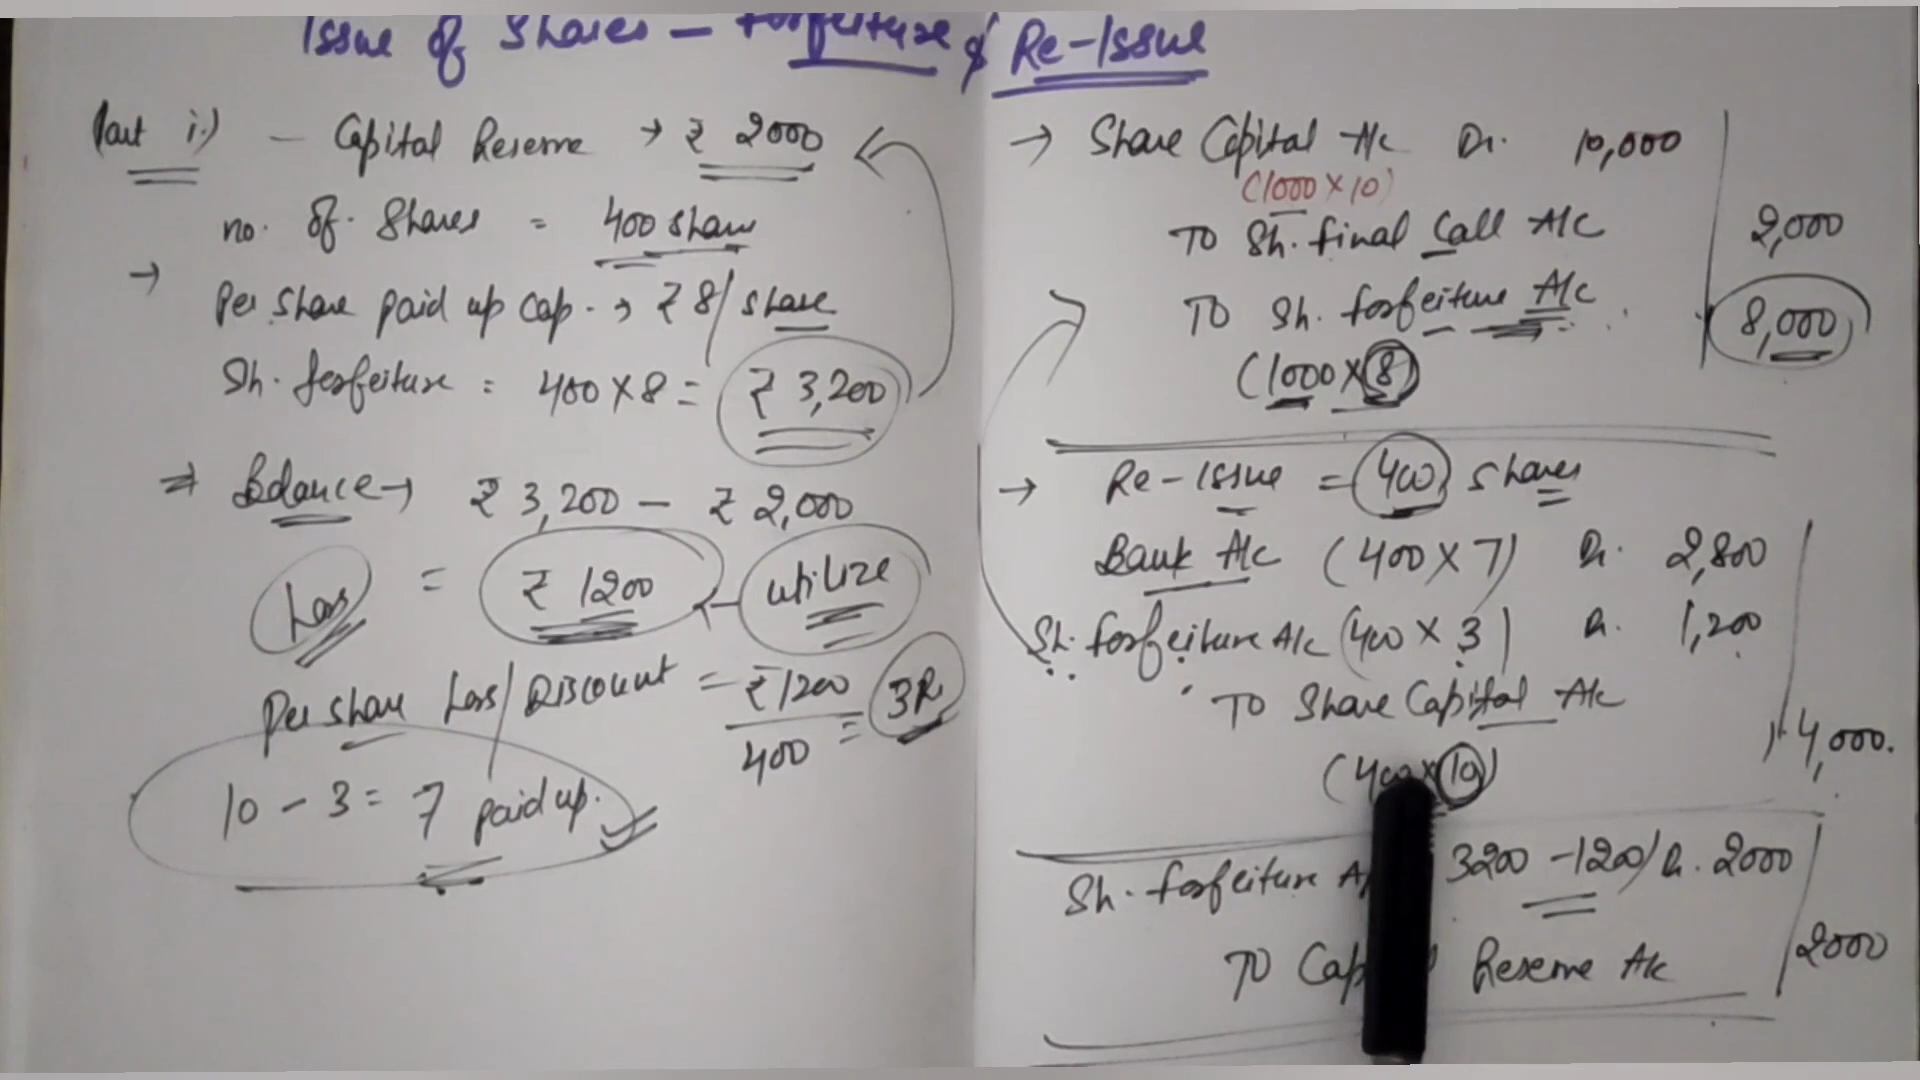 Issue of Shares – Forfeiture & Re-Issue
Part i.) – Capital Reserve → ₹ 2000
no. of. Shares = 400 share
→ Per Share paid up Cap. → ₹ 8/share
Sh. forfeiture = 400 × 8 = ₹ 3,200
⇒ Balance → ₹ 3,200 – ₹ 2,000
Loss = ₹ 1200 – utilize
Per share Loss/Discount = ₹1200/400 = 3R
10 – 3 = 7 paid up.
→ Share Capital A/c Dr. 10,000
(1000 × 10)
To Sh. final Call A/c 2,000
To Sh. forfeiture A/c 8,000
(1000 × 8)
→ Re-Issue = 400 shares
Bank A/c (400 × 7) Dr. 2,800
Sh. forfeiture A/c (400 × 3) Dr. 1,200
To Share Capital A/c 4,000.
(400 × 10)
Sh. forfeiture 3200 – 1200/Dr. 2000
To Reserve A/c 2000